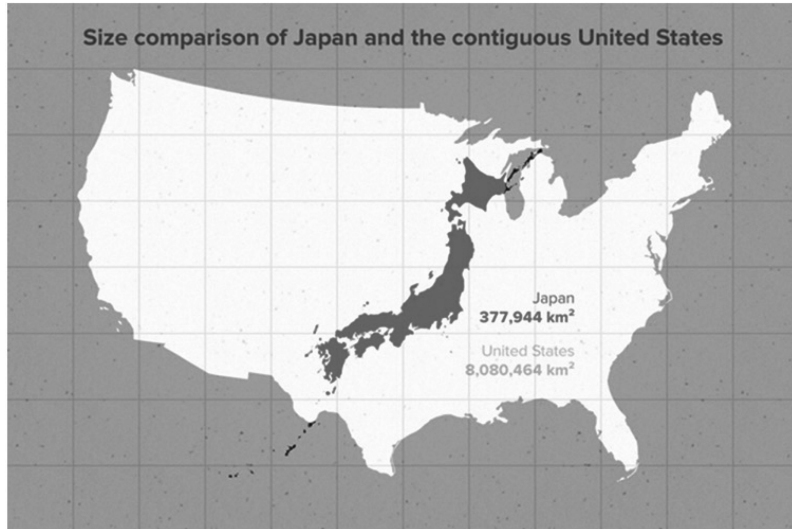 Size comparison of Japan and the contiguous United States
Japan
377,944 km²
United States
8,080,464 km²